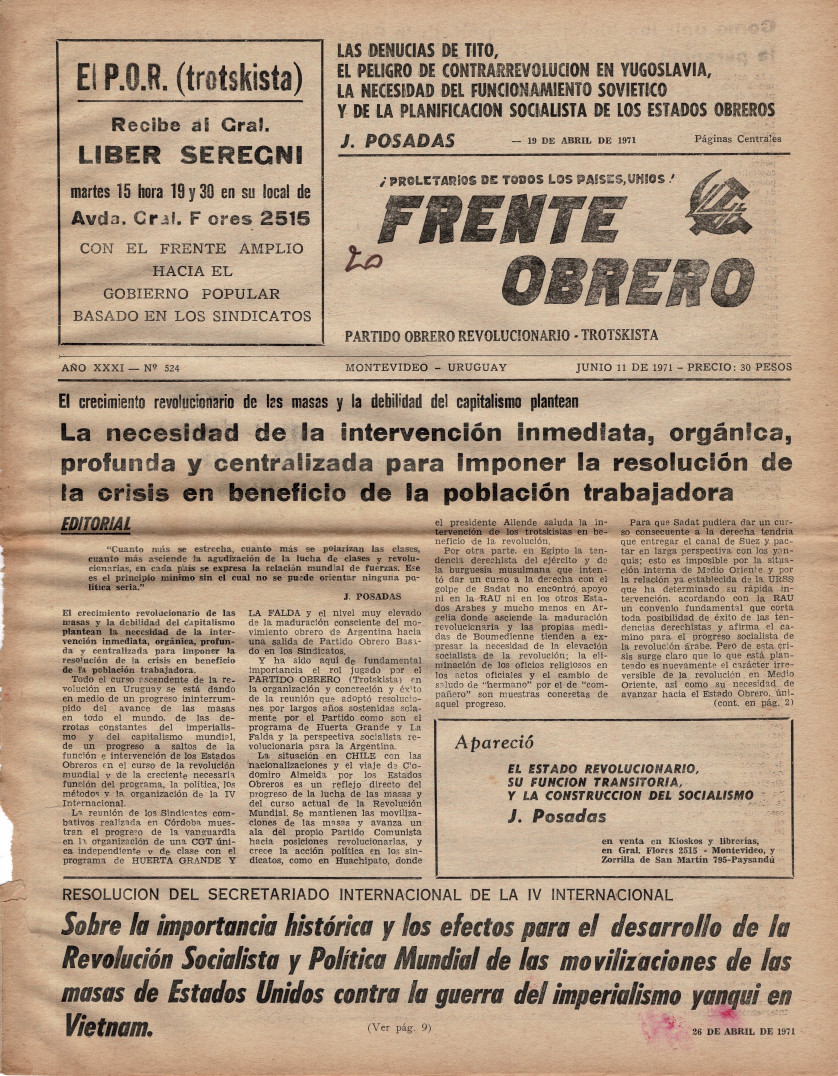 El P.O.R. (trotskista)
Recibe al Gral.
LIBER SEREGNI
martes 15 hora 19 y 30 en su local de
Avda. Gral. Flores 2515
CON EL FRENTE AMPLIO
HACIA EL
GOBIERNO POPULAR
BASADO EN LOS SINDICATOS
LAS DENUCIAS DE TITO,
EL PELIGRO DE CONTRARREVOLUCION EN YUGOSLAVIA,
LA NECESIDAD DEL FUNCIONAMIENTO SOVIETICO
Y DE LA PLANIFICACION SOCIALISTA DE LOS ESTADOS OBREROS
J. POSADAS — 19 DE ABRIL DE 1971 Páginas Centrales
¡PROLETARIOS DE TODOS LOS PAISES, UNIOS!
FRENTE
OBRERO
20
PARTIDO OBRERO REVOLUCIONARIO - TROTSKISTA
AÑO XXXI — Nº 524 MONTEVIDEO - URUGUAY JUNIO 11 DE 1971 - PRECIO: 30 PESOS
El crecimiento revolucionario de las masas y la debilidad del capitalismo plantean
La necesidad de la intervención inmediata, orgánica,
profunda y centralizada para imponer la resolución de
la crisis en beneficio de la población trabajadora
EDITORIAL
"Cuanto más se estrecha, cuanto más se polarizan las clases,
cuanto más asciende la agudización de la lucha de clases y revolu-
cionarias, en cada país se expresa la relación mundial de fuerzas. Ese
es el principio mínimo sin el cual no se puede orientar ninguna po-
lítica seria."
J. POSADAS
El crecimiento revolucionario de las
masas y la debilidad del capitalismo
plantean la necesidad de la inter-
vención inmediata, orgánica, profun-
da y centralizada para imponer la
resolución de la crisis en beneficio
de la población trabajadora.
Todo el curso ascendente de la re-
volución en Uruguay se está dando
en medio de un progreso ininterrum-
pido del avance de las masas
en todo el mundo, de las de-
rrotas constantes del imperialis-
mo y del capitalismo mundial,
de un progreso a saltos de la
función e intervención de los Estados
Obreros en el curso de la revolución
mundial y de la creciente necesaria
función del programa, la política, los
métodos y la organización de la IV
Internacional.
La reunión de los Sindicatos com-
bativos realizada en Córdoba mues-
tran el progreso de la vanguardia
en la organización de una CGT úni-
ca independiente y de clase con el
programa de HUERTA GRANDE Y
LA FALDA y el nivel muy elevado
de la maduración consciente del mo-
vimiento obrero de Argentina hacia
una salida de Partido Obrero Basa-
do en los Sindicatos.
Y ha sido aquí de fundamental
importancia el rol jugado por el
PARTIDO OBRERO (Trotskista) en
la organización y concreción y éxito
de la reunión que adoptó resolucio-
nes por largos años sostenidas sola-
mente por el Partido como son el
programa de Huerta Grande y La
Falda y la perspectiva socialista re-
volucionaria para la Argentina.
La situación en CHILE con las
nacionalizaciones y el viaje de Clo-
domiro Almeida por los Estados
Obreros es un reflejo directo del
progreso de la lucha de las masas y
del curso actual de la Revolución
Mundial. Se mantienen las moviliza-
ciones de las masas y avanza un
ala del propio Partido Comunista
hacia posiciones revolucionarias, y
crece la acción política en los sin-
dicatos, como en Huachipato, donde
el presidente Allende saluda la in-
tervención de los trotskistas en be-
neficio de la revolución.
Por otra parte, en Egipto la ten-
dencia derechista del ejército y de
la burguesía musulmana que inten-
tó dar un curso a la derecha con el
golpe de Sadat no encontró apoyo
ni en la RAU ni en los otros Esta-
dos Arabes y mucho menos en Ar-
gelia donde asciende la maduración
revolucionaria y las propias medi-
das de Boumedienne tienden a ex-
presar la necesidad de la elevación
socialista de la revolución; la eli-
minación de los oficios religiosos en
los actos oficiales y el cambio de
saludo de "hermano" por el de "com-
pañero" son muestras concretas de
aquel progreso.
Para que Sadat pudiera dar un cur-
so consecuente a la derecha tendría
que entregar el canal de Suez y pac-
tar en larga perspectiva con los yan-
quis; esto es imposible por la situa-
ción interna de Medio Oriente y por
la relación ya establecida de la URSS
que ha determinado su rápida in-
tervención, acordando con la RAU
un convenio fundamental que corta
toda posibilidad de éxito de las ten-
dencias derechistas y afirma el ca-
mino para el progreso socialista de
la revolución árabe. Pero de esta cri-
sis surge claro que lo que está plan-
teado es nuevamente el carácter irre-
versible de la revolución en Medio
Oriente, así como su necesidad de
avanzar hacia el Estado Obrero, úni-
(cont. en pág. 2)
Apareció
EL ESTADO REVOLUCIONARIO,
SU FUNCION TRANSITORIA,
Y LA CONSTRUCCION DEL SOCIALISMO
J. Posadas
en venta en Kioskos y librerías,
en Gral. Flores 2515 - Montevideo, y
Zorrilla de San Martín 795-Paysandú
RESOLUCION DEL SECRETARIADO INTERNACIONAL DE LA IV INTERNACIONAL
Sobre la importancia histórica y los efectos para el desarrollo de la
Revolución Socialista y Política Mundial de las movilizaciones de las
masas de Estados Unidos contra la guerra del imperialismo yanqui en
Vietnam.
(Ver pág. 9)
26 DE ABRIL DE 1971